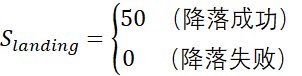 S_landing = { 50 （降落成功）
0 （降落失败）